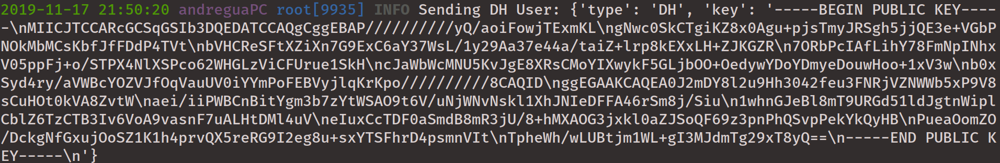 2019-11-17 21:50:20 andreguaPC root[9935] INFO Sending DH User: {'type': 'DH', 'key': '-----BEGIN PUBLIC KEY----
-\nMIICJTCCARcGCSqGSIb3DQEDATCCAQgCggEBAP//////////yQ/aoiFowjTExmKL\ngNwc0SkCTgiKZ8x0Agu+pjsTmyJRSgh5jjQE3e+VGbP
NOkMbMCsKbfJfFDdP4TVt\nbVHCReSFtXZiXn7G9ExC6aY37WsL/1y29Aa37e44a/taiZ+lrp8kEXxLH+ZJKGZR\n7ORbPcIAfLihY78FmNpINhx
V05ppFj+o/STPX4NlXSPco62WHGLzViCFUrue1SkH\ncJaWbWcMNU5KvJgE8XRsCMoYIXwykF5GLjbOO+OedywYDoYDmyeDouwHoo+1xV3w\nb0x
Syd4ry/aVWBcYOZVJfOqVauUV0iYYmPoFEBVyjlqKrKpo//////////8CAQID\nggEGAAKCAQEA0J2mDY8l2u9Hh3042feu3FNRjVZNWWb5xP9V8
sCuHOt0kVA8ZvtW\naei/iiPWBCnBitYgm3b7zYtWSAO9t6V/uNjWNvNskl1XhJNIeDFFA46rSm8j/Siu\n1whnGJeBl8mT9URGd51ldJgtnWipl
CblZ6TzCTB3Iv6VoA9vasnF7uALHtDMl4uV\neIuxCcTDF0aSmdB8mR3jU/8+hMXAOG3jxkl0aZJSoQF69z3pnPhQSvpPekYkQyHB\nPueaOomZO
/DckgNfGxujOoSZ1K1h4prvQX5reRG9I2eg8u+sxYTSFhrD4psmnVIt\nTpheWh/wLUBtjm1WL+gI3MJdmTg29xT8yQ==\n-----END PUBLIC K
EY-----\n'}